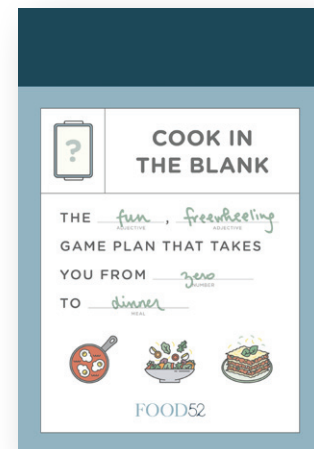 ?
COOK IN
THE BLANK
THE fun, freewheeling
ADJECTIVE ADJECTIVE
GAME PLAN THAT TAKES
YOU FROM zero
NUMBER
TO dinner
MEAL
FOOD52